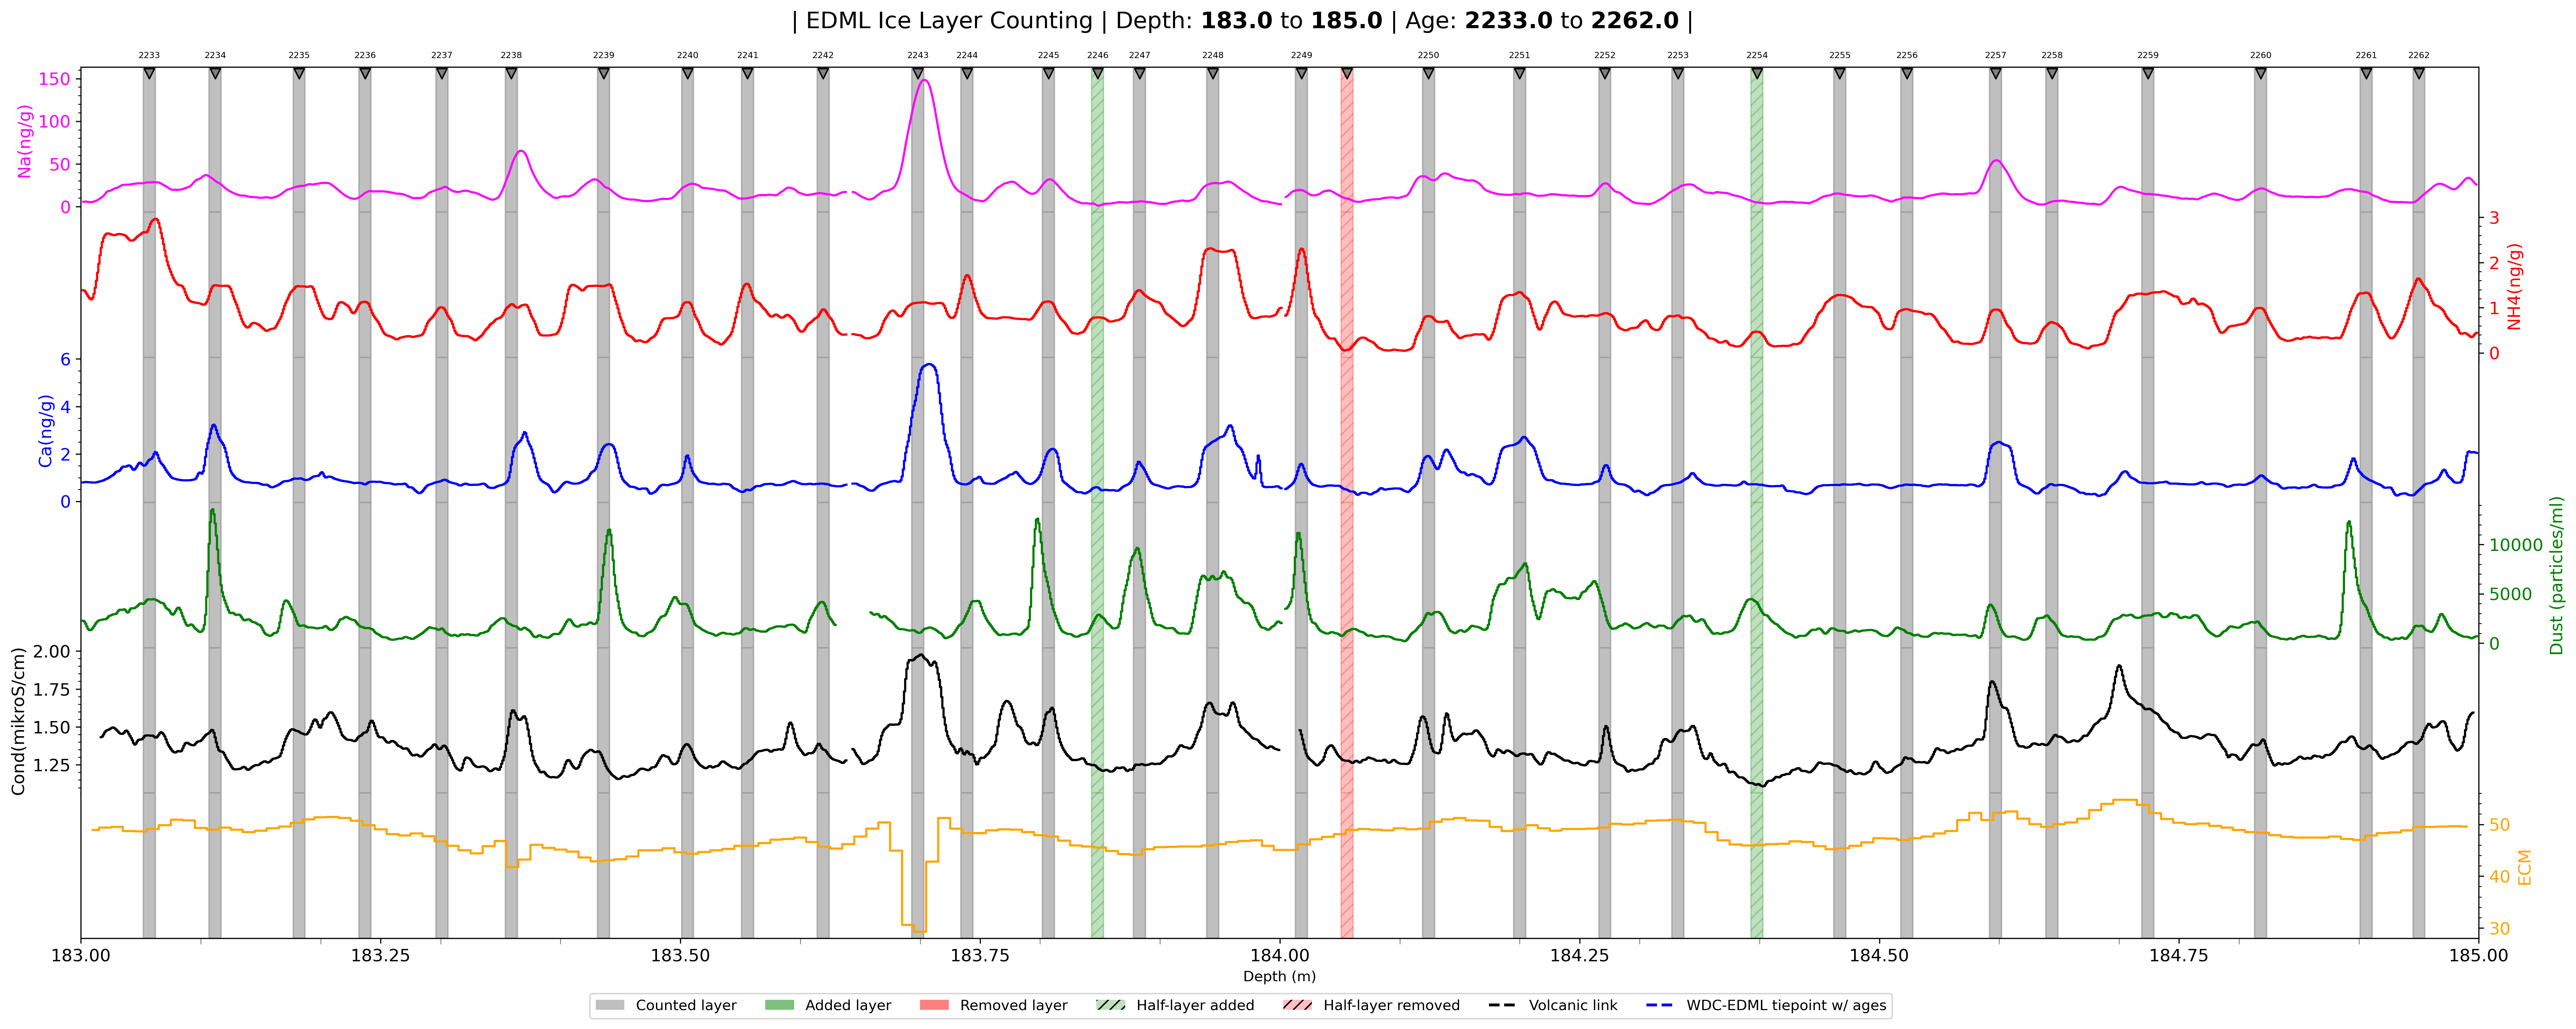 | EDML Ice Layer Counting | Depth: 183.0 to 185.0 | Age: 2233.0 to 2262.0 |
2233 2234 2235 2236 2237 2238 2239 2240 2241 2242 2243 2244 2245 2246 2247 2248 2249 2250 2251 2252 2253 2254 2255 2256 2257 2258 2259 2260 2261 2262
Na(ng/g)
150
100
50
0
NH4(ng/g)
3
2
1
0
Ca(ng/g)
6
4
2
0
Dust (particles/ml)
10000
5000
0
Cond(mikroS/cm)
2.00
1.75
1.50
1.25
ECM
50
40
30
183.00 183.25 183.50 183.75 184.00 184.25 184.50 184.75 185.00
Depth (m)
Counted layer Added layer Removed layer Half-layer added Half-layer removed Volcanic link WDC-EDML tiepoint w/ ages